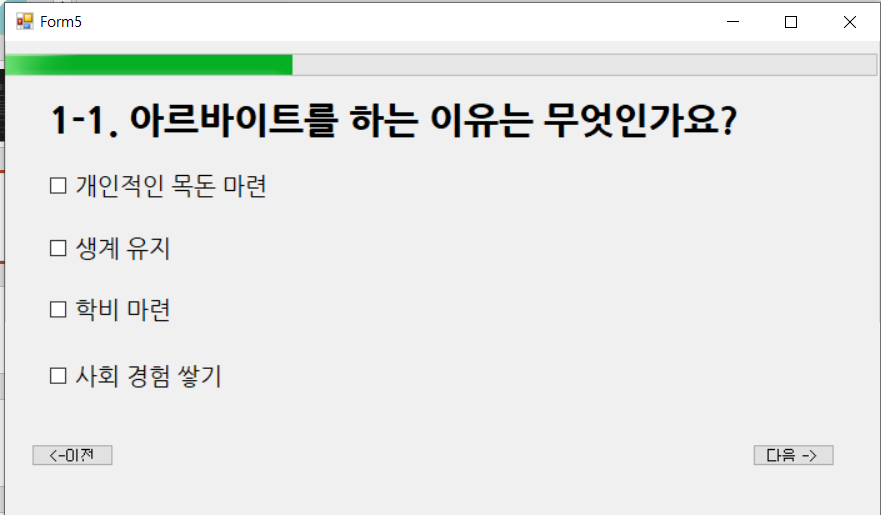 Form5
1-1. 아르바이트를 하는 이유는 무엇인가요?
개인적인 목돈 마련
생계 유지
학비 마련
사회 경험 쌓기
<-이전
다음 ->